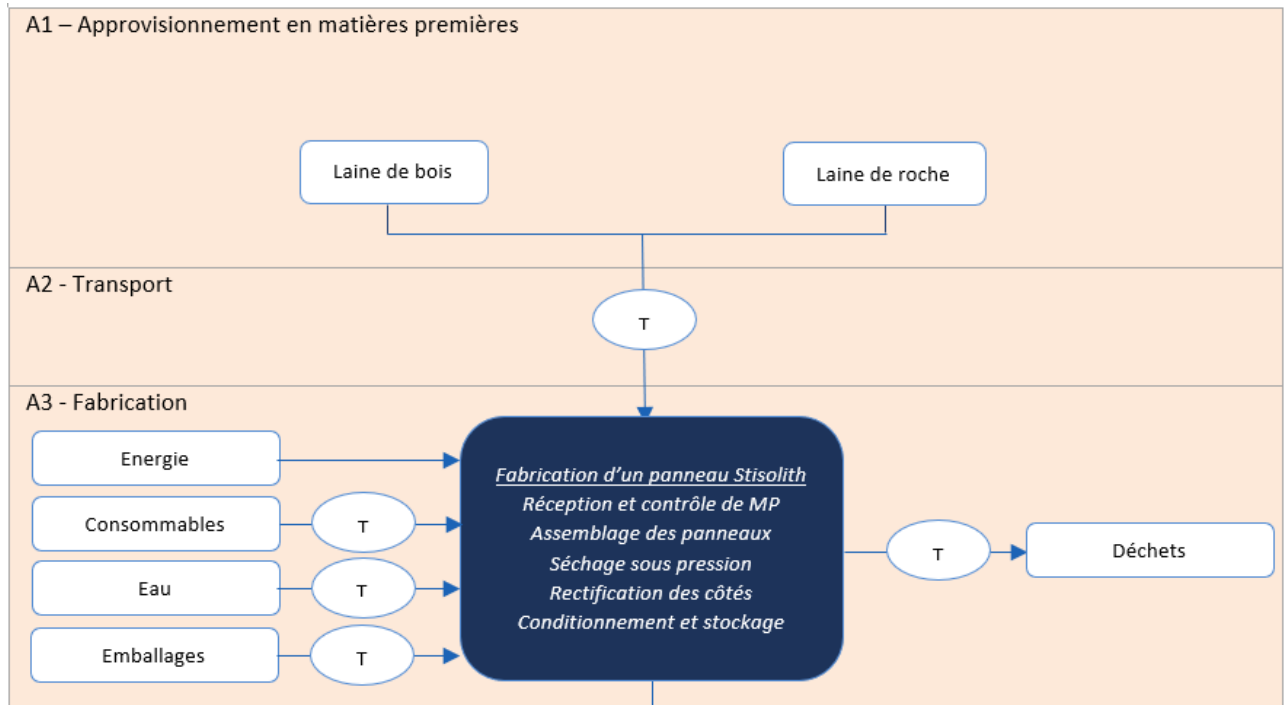 A1 – Approvisionnement en matières premières
Laine de bois
Laine de roche
A2 - Transport
T
A3 - Fabrication
Energie
Consommables
T
Eau
T
Emballages
T
Fabrication d'un panneau Stisolith
Réception et contrôle de MP
Assemblage des panneaux
Séchage sous pression
Rectification des côtés
Conditionnement et stockage
T
Déchets